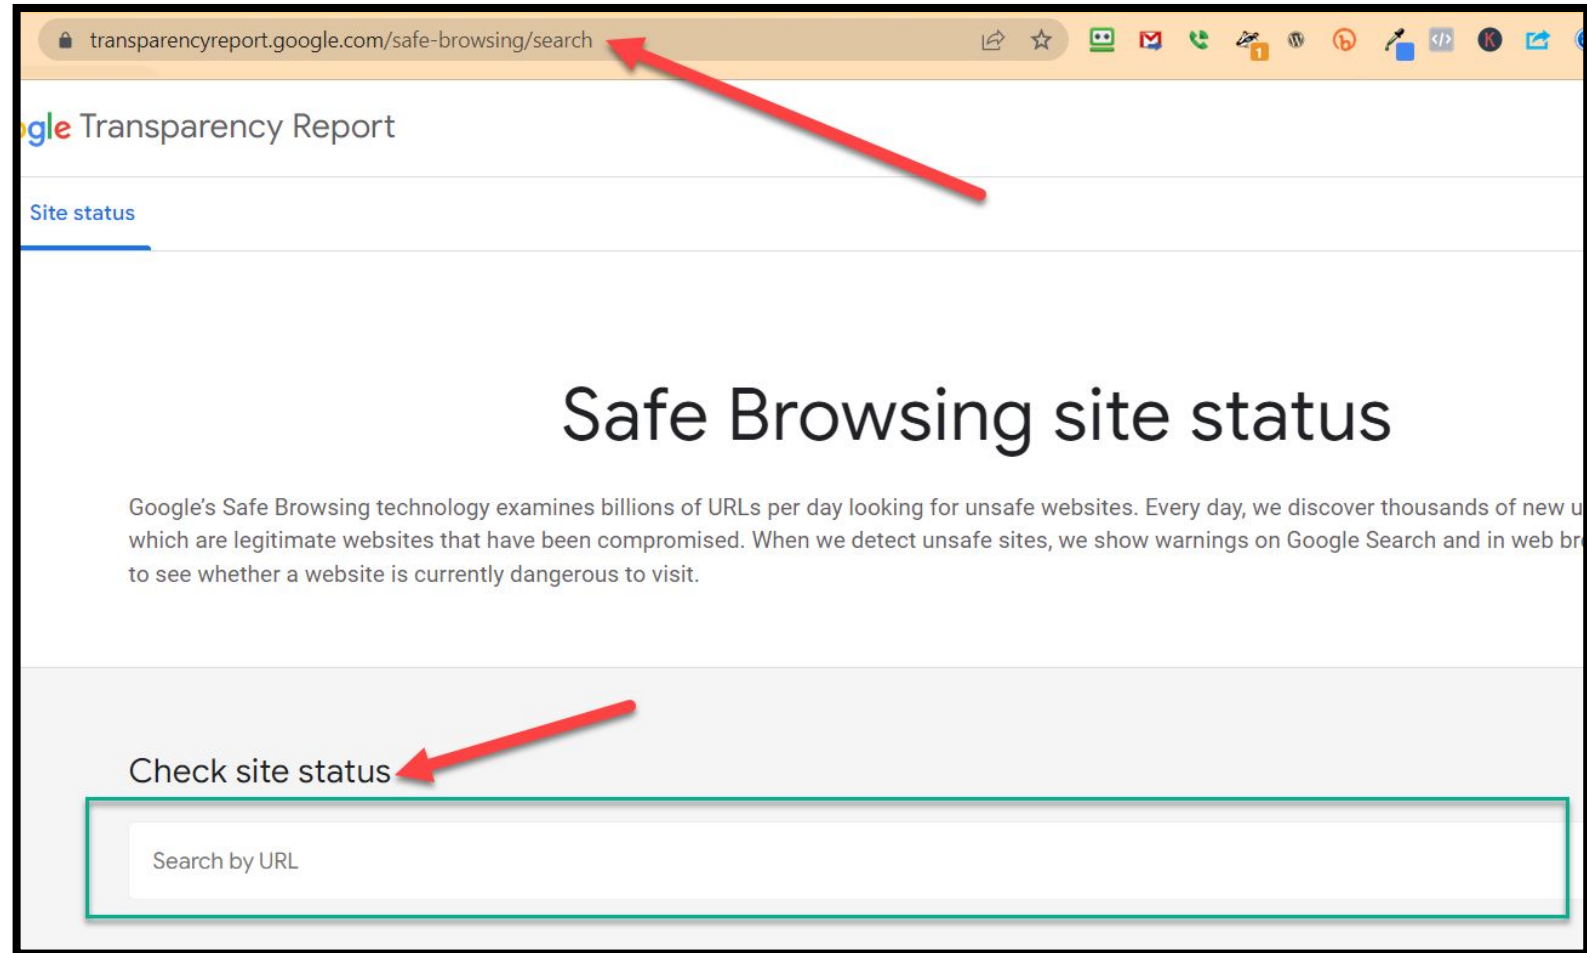 transparencyreport.google.com/safe-browsing/search
1
gle Transparency Report
Site status
Safe Browsing site status
Google's Safe Browsing technology examines billions of URLs per day looking for unsafe websites. Every day, we discover thousands of new u
which are legitimate websites that have been compromised. When we detect unsafe sites, we show warnings on Google Search and in web br
to see whether a website is currently dangerous to visit.
Check site status
Search by URL